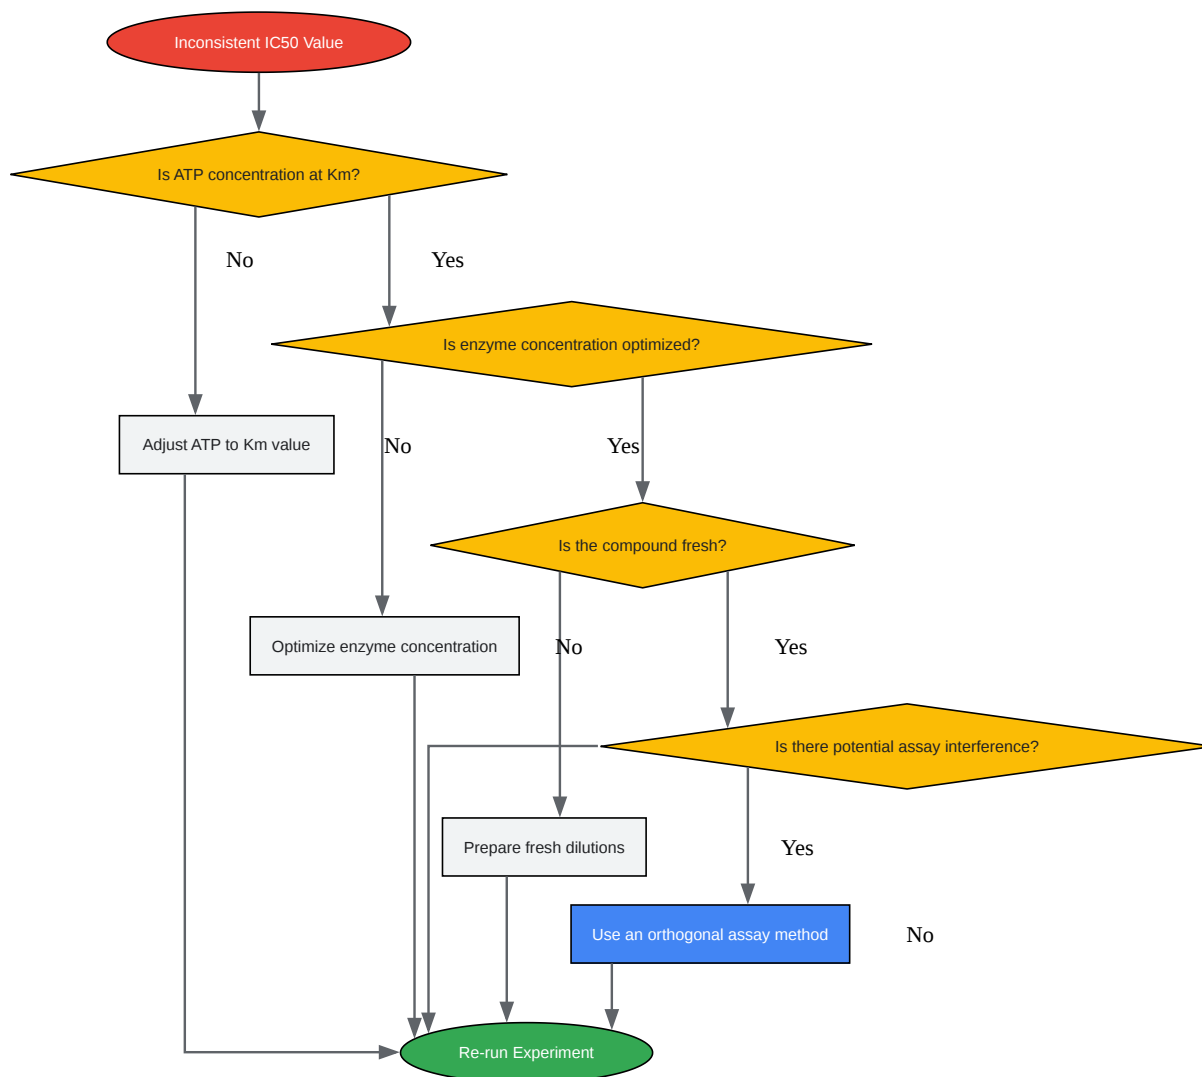 Inconsistent IC50 Value
Is ATP concentration at Km?
No
Yes
Is enzyme concentration optimized?
Adjust ATP to Km value
No
Yes
Is the compound fresh?
Optimize enzyme concentration
No
Yes
Is there potential assay interference?
Prepare fresh dilutions
Yes
Use an orthogonal assay method
No
Re-run Experiment